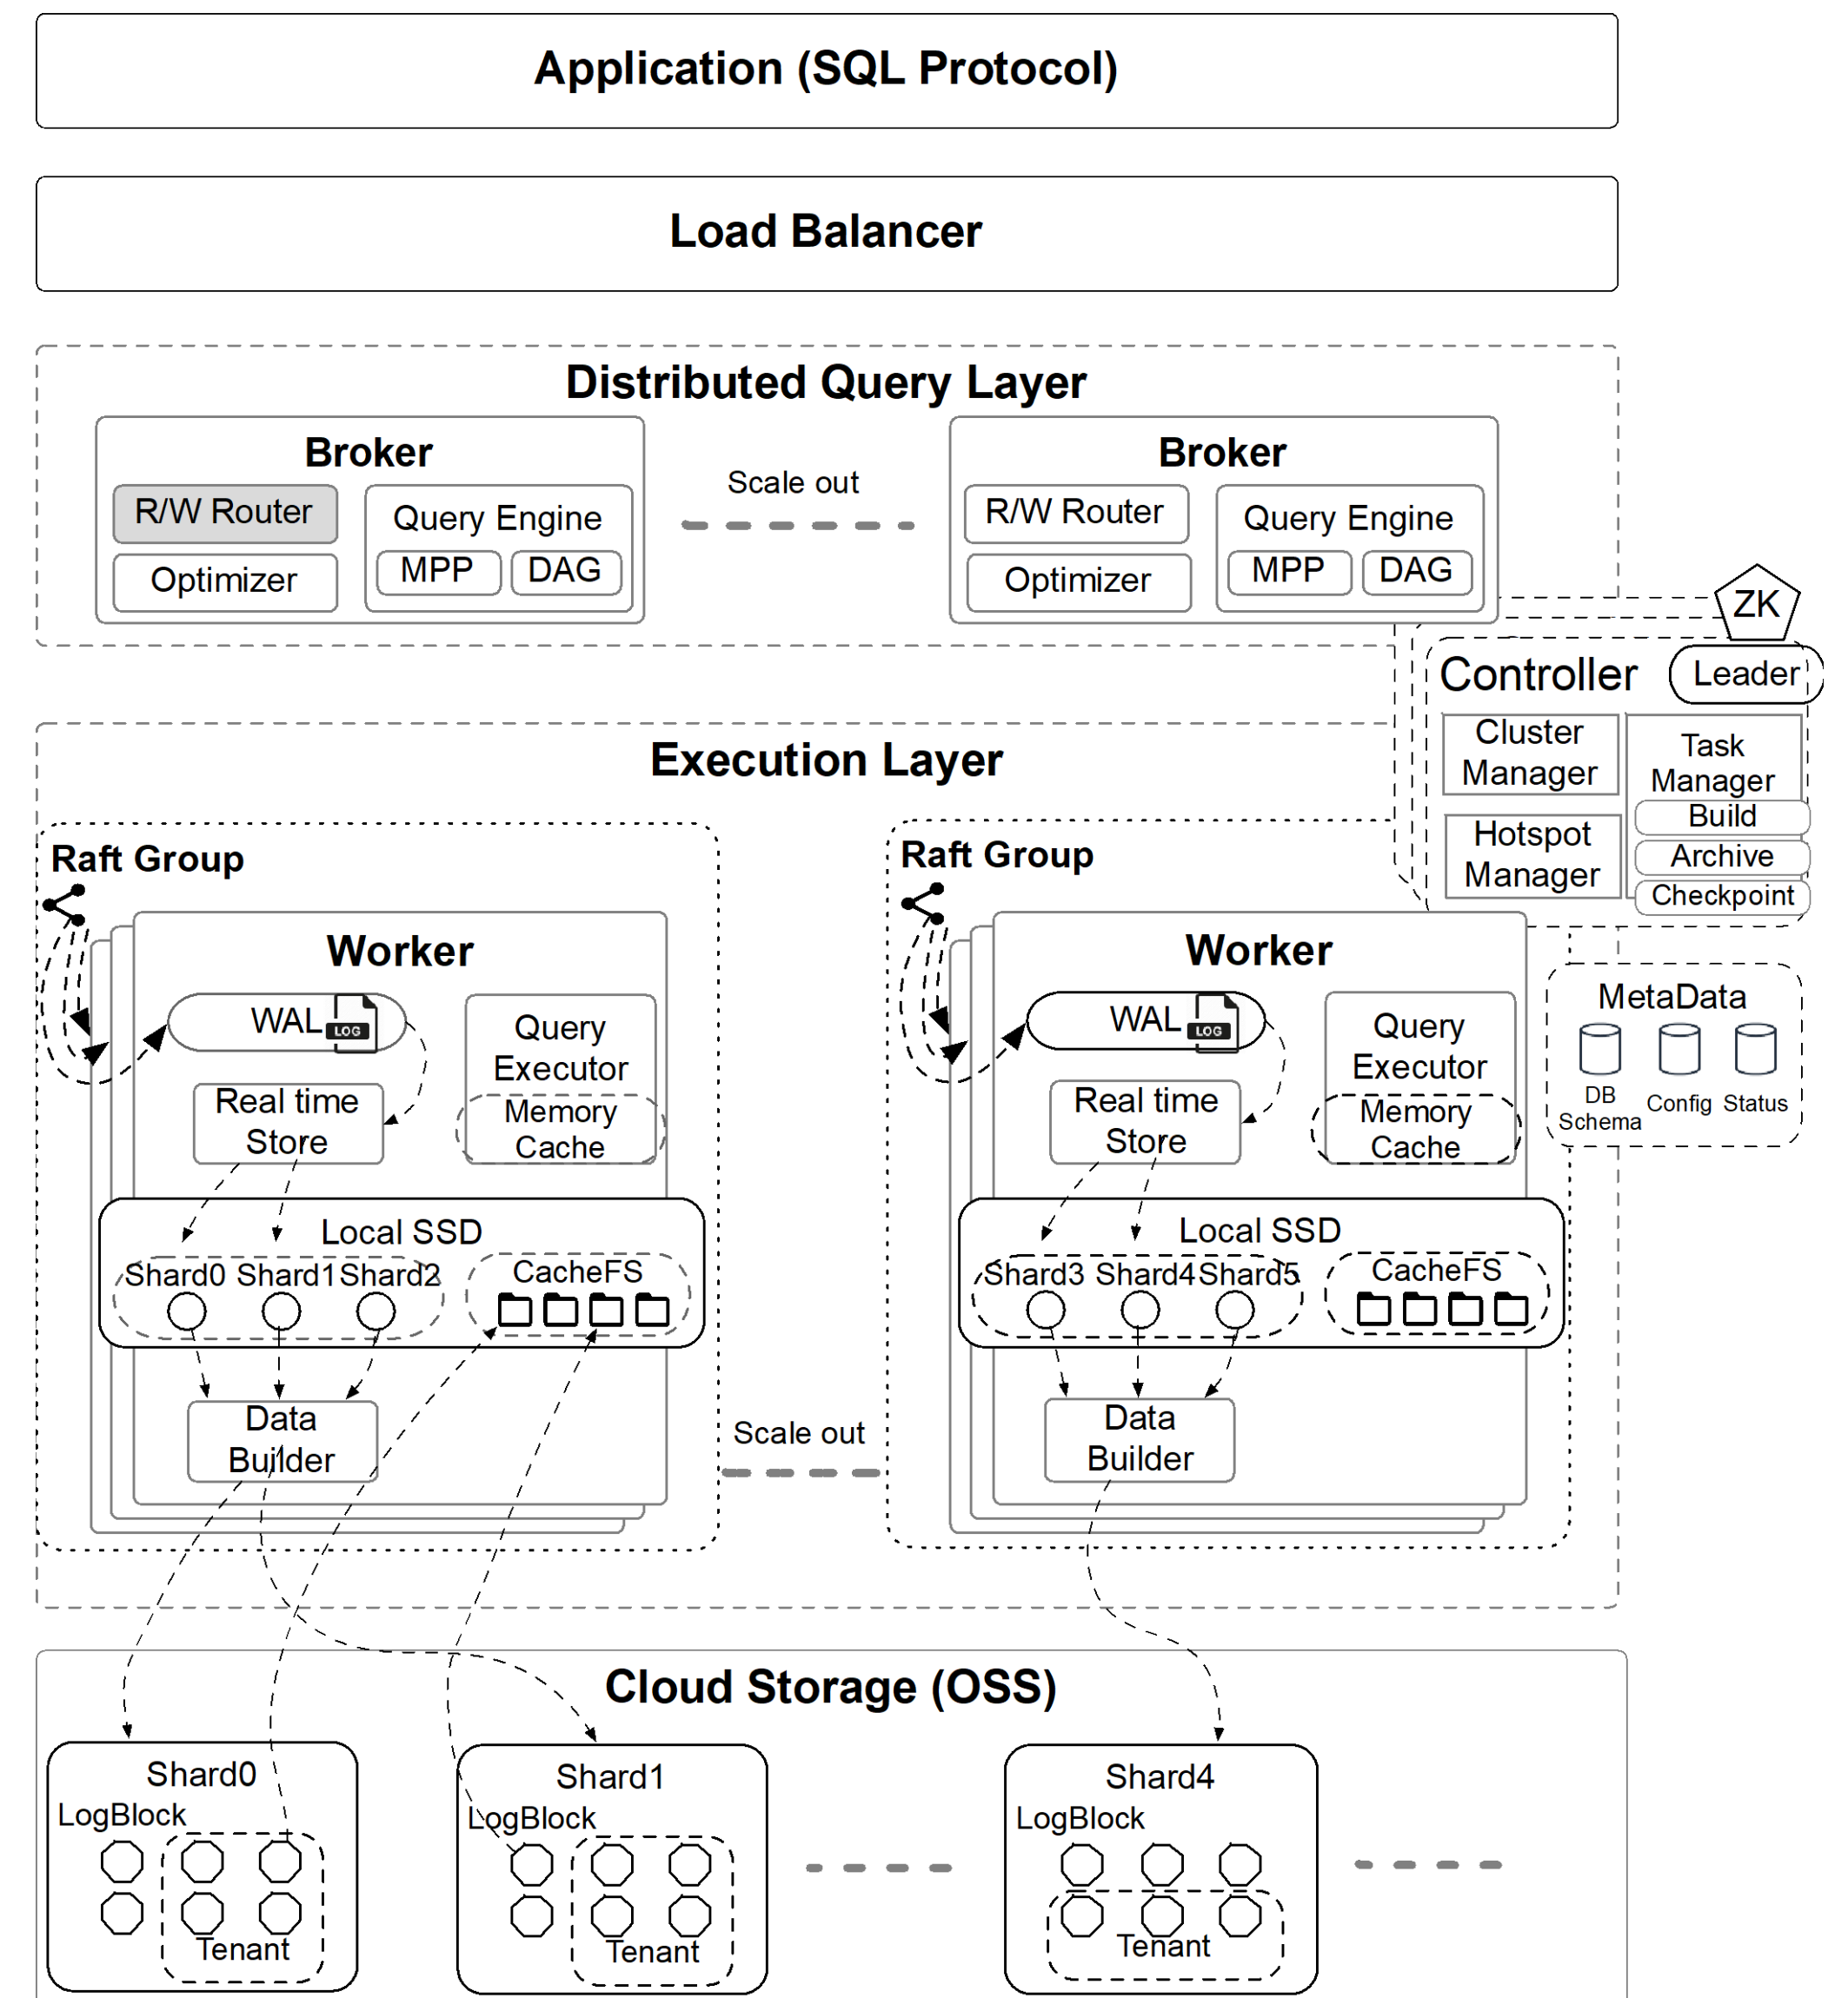 Application (SQL Protocol)
Load Balancer
Distributed Query Layer
Broker
R/W Router
Optimizer
Query Engine
MPP
DAG
Scale out
Broker
R/W Router
Optimizer
Query Engine
MPP
DAG
ZK
Controller
Leader
Cluster
Manager
Hotspot
Manager
Task
Manager
Build
Archive
Checkpoint
MetaData
DB
Schema
Config
Status
Execution Layer
Raft Group
Worker
WAL
LOG
Real time
Store
Query
Executor
Memory
Cache
Local SSD
Shard0
Shard1
Shard2
CacheFS
Data
Builder
Scale out
Raft Group
Worker
WAL
LOG
Real time
Store
Query
Executor
Memory
Cache
Local SSD
Shard3
Shard4
Shard5
CacheFS
Data
Builder
Cloud Storage (OSS)
Shard0
LogBlock
Tenant
Shard1
LogBlock
Tenant
Shard4
LogBlock
Tenant